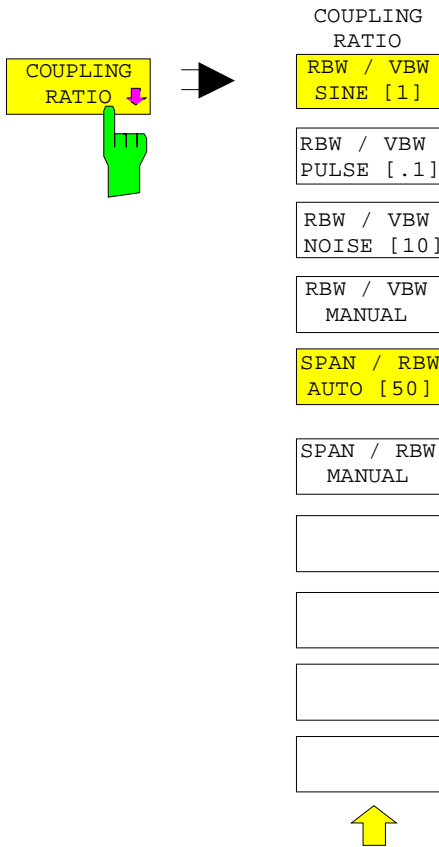 COUPLING
RATIO
COUPLING
RATIO
RBW / VBW
SINE [1]
RBW / VBW
PULSE [.1]
RBW / VBW
NOISE [10]
RBW / VBW
MANUAL
SPAN / RBW
AUTO [50]
SPAN / RBW
MANUAL